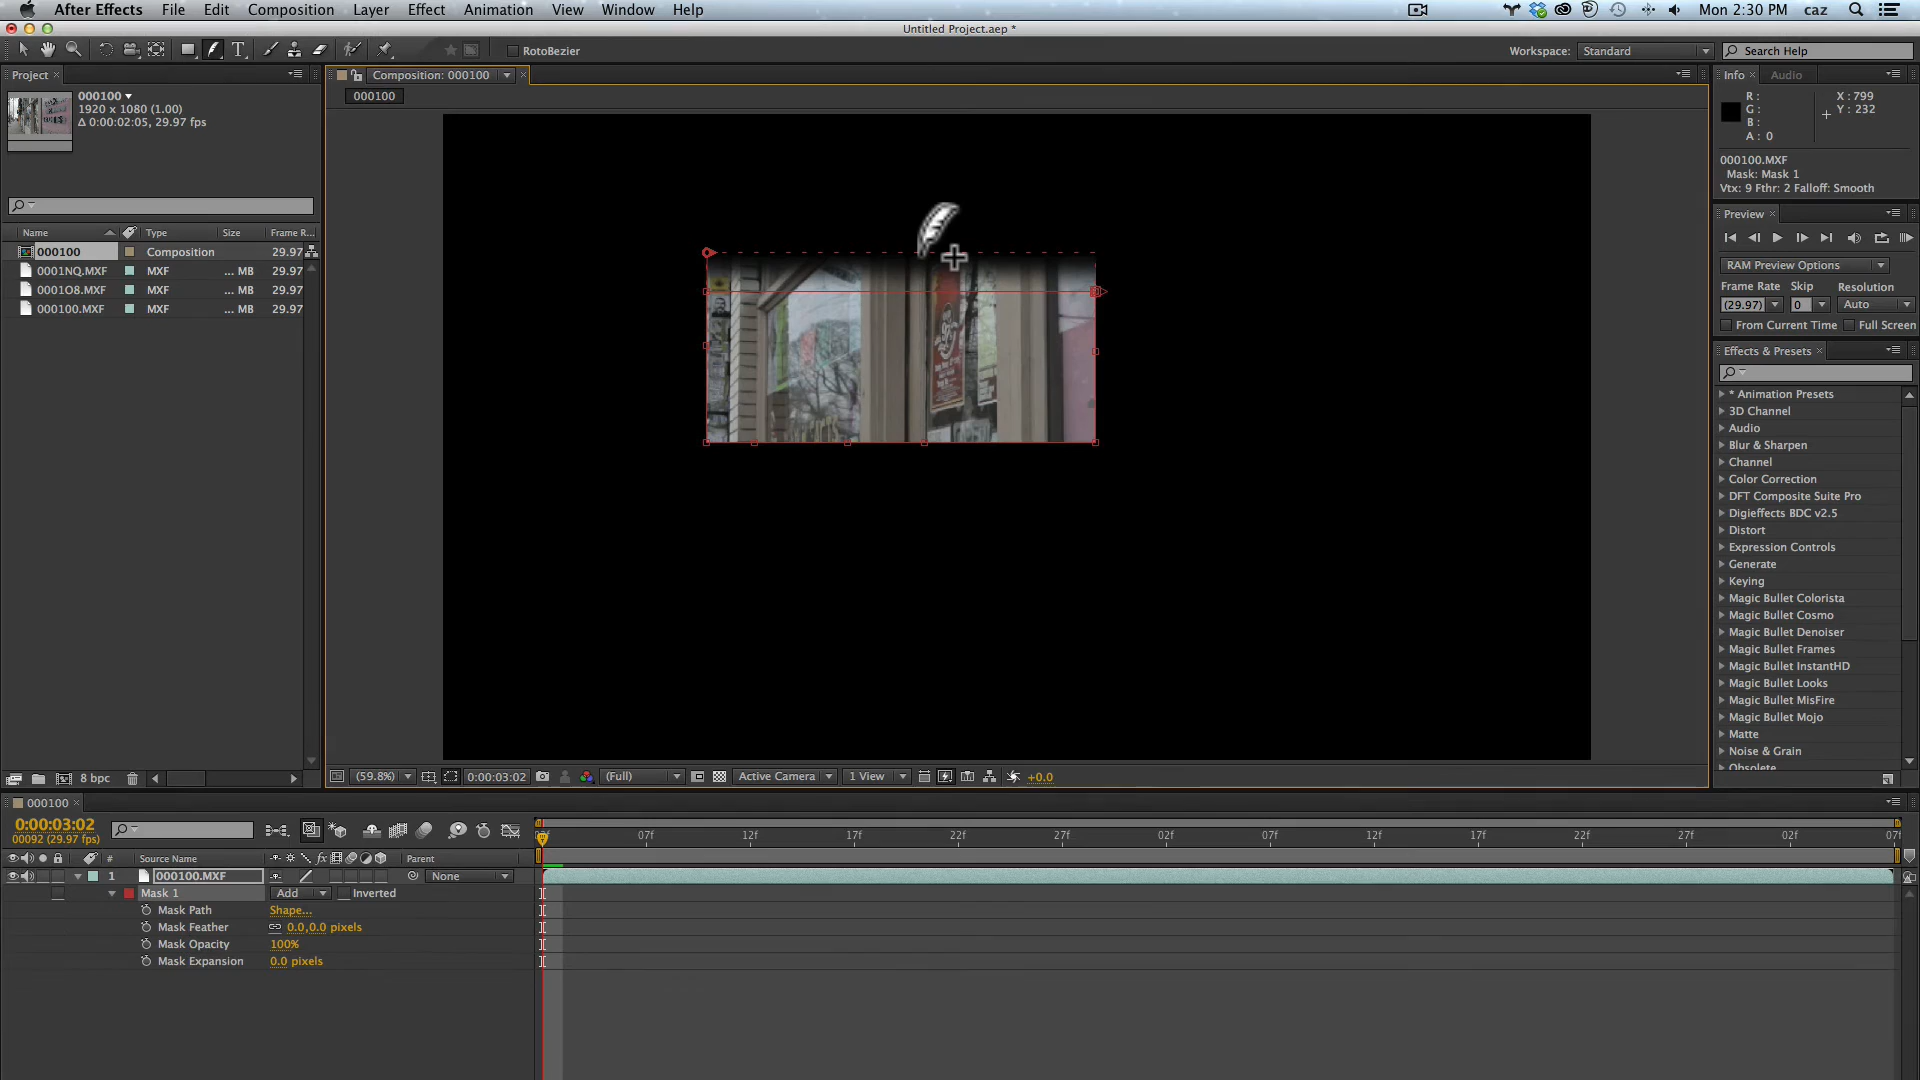 After Effects File Edit Composition Layer Effect Animation View Window Help Mon 2:30 PM caz
Untitled Project.aep *
RotoBezier Workspace: Standard Search Help
Project
000100
1920 x 1080 (1.00)
Δ 0:00:02:05, 29.97 fps
Name Type Size Frame R...
000100 Composition 29.97
0001NQ.MXF MXF ... MB 29.97
0001O8.MXF MXF ... MB 29.97
000100.MXF MXF ... MB 29.97
8 bpc
Composition: 000100
000100
(59.8%) 0:00:03:02 (Full) Active Camera 1 View +0.0
Info Audio
R : X : 799
G : Y : 232
B :
A : 0
000100.MXF
Mask: Mask 1
Vtx: 9 Fthr: 2 Falloff: Smooth
Preview
RAM Preview Options
Frame Rate Skip Resolution
(29.97) 0 Auto
From Current Time Full Screen
Effects & Presets
* Animation Presets
3D Channel
Audio
Blur & Sharpen
Channel
Color Correction
DFT Composite Suite Pro
Digieffects BDC v2.5
Distort
Expression Controls
Generate
Keying
Magic Bullet Colorista
Magic Bullet Cosmo
Magic Bullet Denoiser
Magic Bullet Frames
Magic Bullet InstantHD
Magic Bullet Looks
Magic Bullet MisFire
Magic Bullet Mojo
Matte
Noise & Grain
Obsolete
000100
0:00:03:02
00092 (29.97 fps)
07f 12f 17f 22f 27f 02f 07f 12f 17f 22f 27f 02f 07f
# Source Name fx Parent
1 000100.MXF None
Mask 1 Add Inverted
Mask Path Shape...
Mask Feather 0.0,0.0 pixels
Mask Opacity 100%
Mask Expansion 0.0 pixels